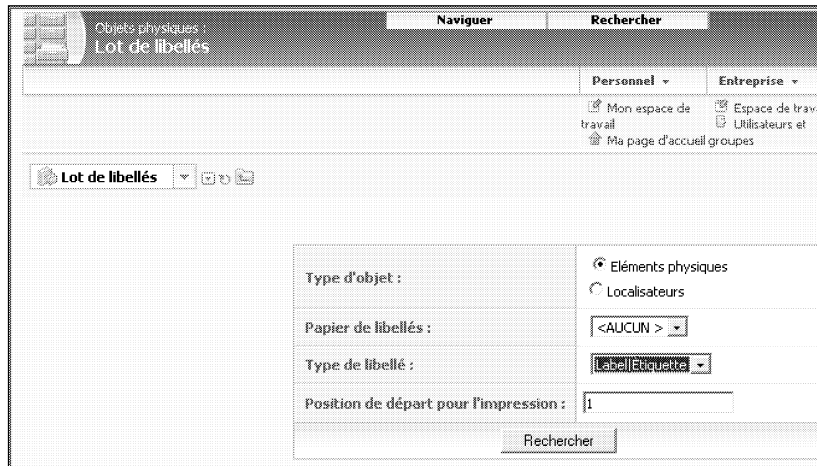 Objets physiques :
Lot de libellés
Naviguer Rechercher
Personnel Entreprise
Mon espace de travail
Ma page d'accueil
Espace de trav
Utilisateurs et groupes
Lot de libellés
Type d'objet :
Eléments physiques
Localisateurs
Papier de libellés :
<AUCUN >
Type de libellé :
Label|Etiquette
Position de départ pour l'impression :
1
Rechercher